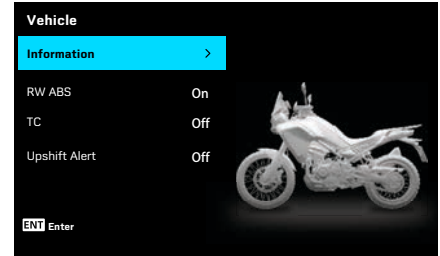 Vehicle
Information >
RW ABS On
TC Off
Upshift Alert Off
ENT Enter